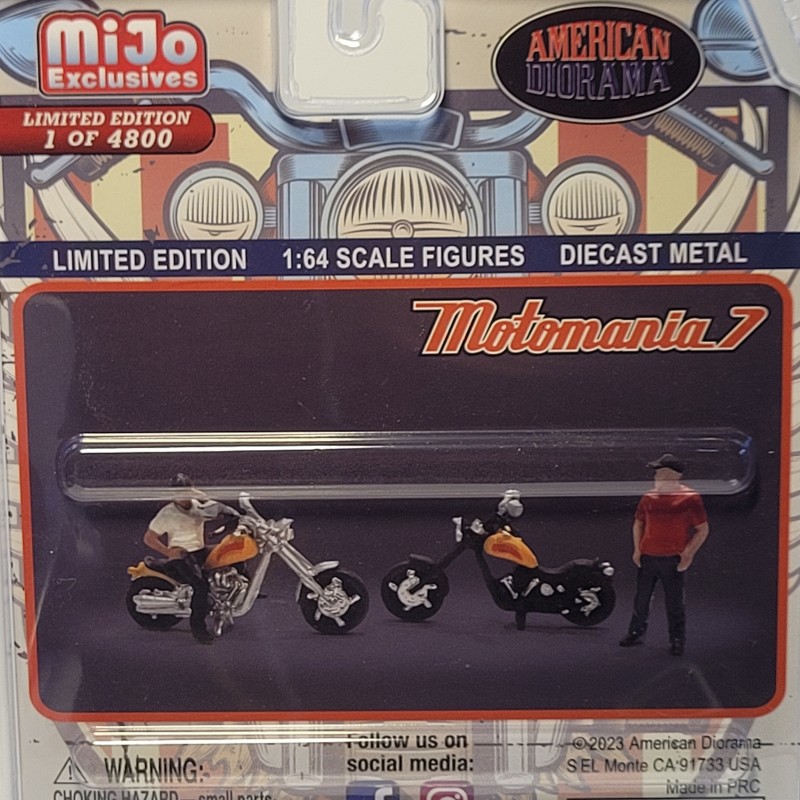 MiJo
Exclusives
LIMITED EDITION
1 OF 4800
AMERICAN
DIORAMA
LIMITED EDITION 1:64 SCALE FIGURES DIECAST METAL
Motomania 7
WARNING:
CHOKING HAZARD — small parts
Follow us on
social media:
©2023 American Diorama
S EL Monte CA 91733 USA
Made in PRC